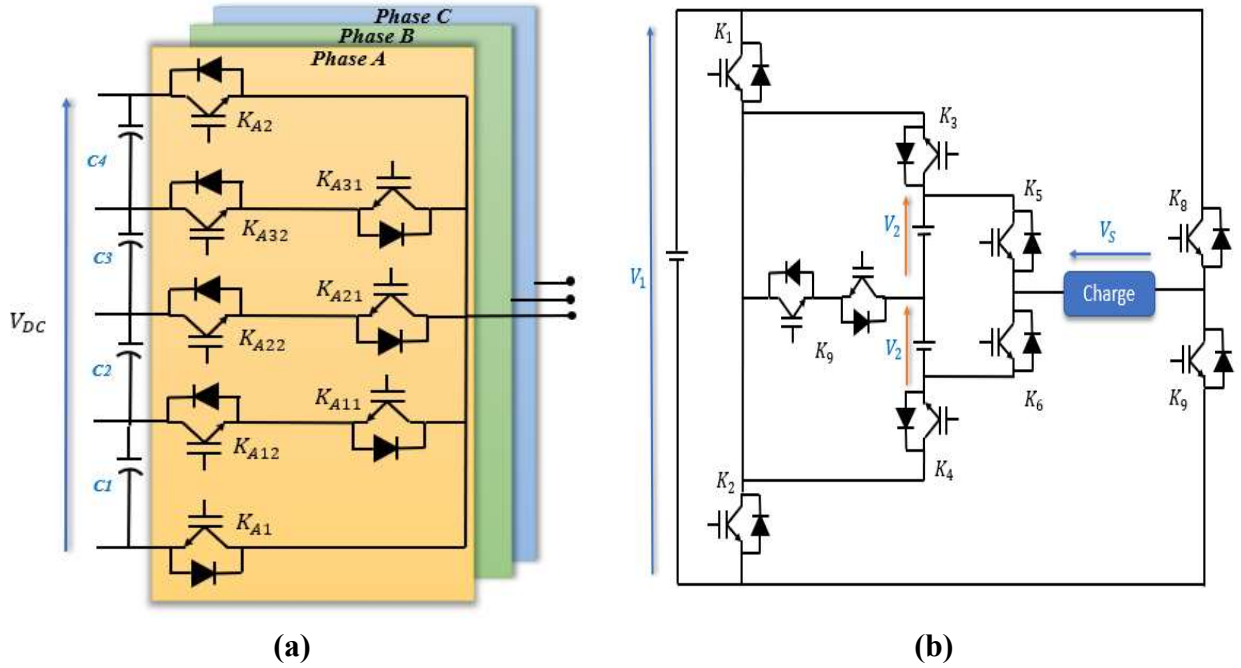 Phase C
Phase B
Phase A
K_{A2}
C4
K_{A31}
K_{A32}
C3
V_{DC}
K_{A21}
K_{A22}
C2
K_{A11}
K_{A12}
C1
K_{A1}
(a)
K_1
K_3
K_5
K_8
V_2
V_S
V_1
Charge
K_9
V_2
K_6
K_9
K_4
K_2
(b)